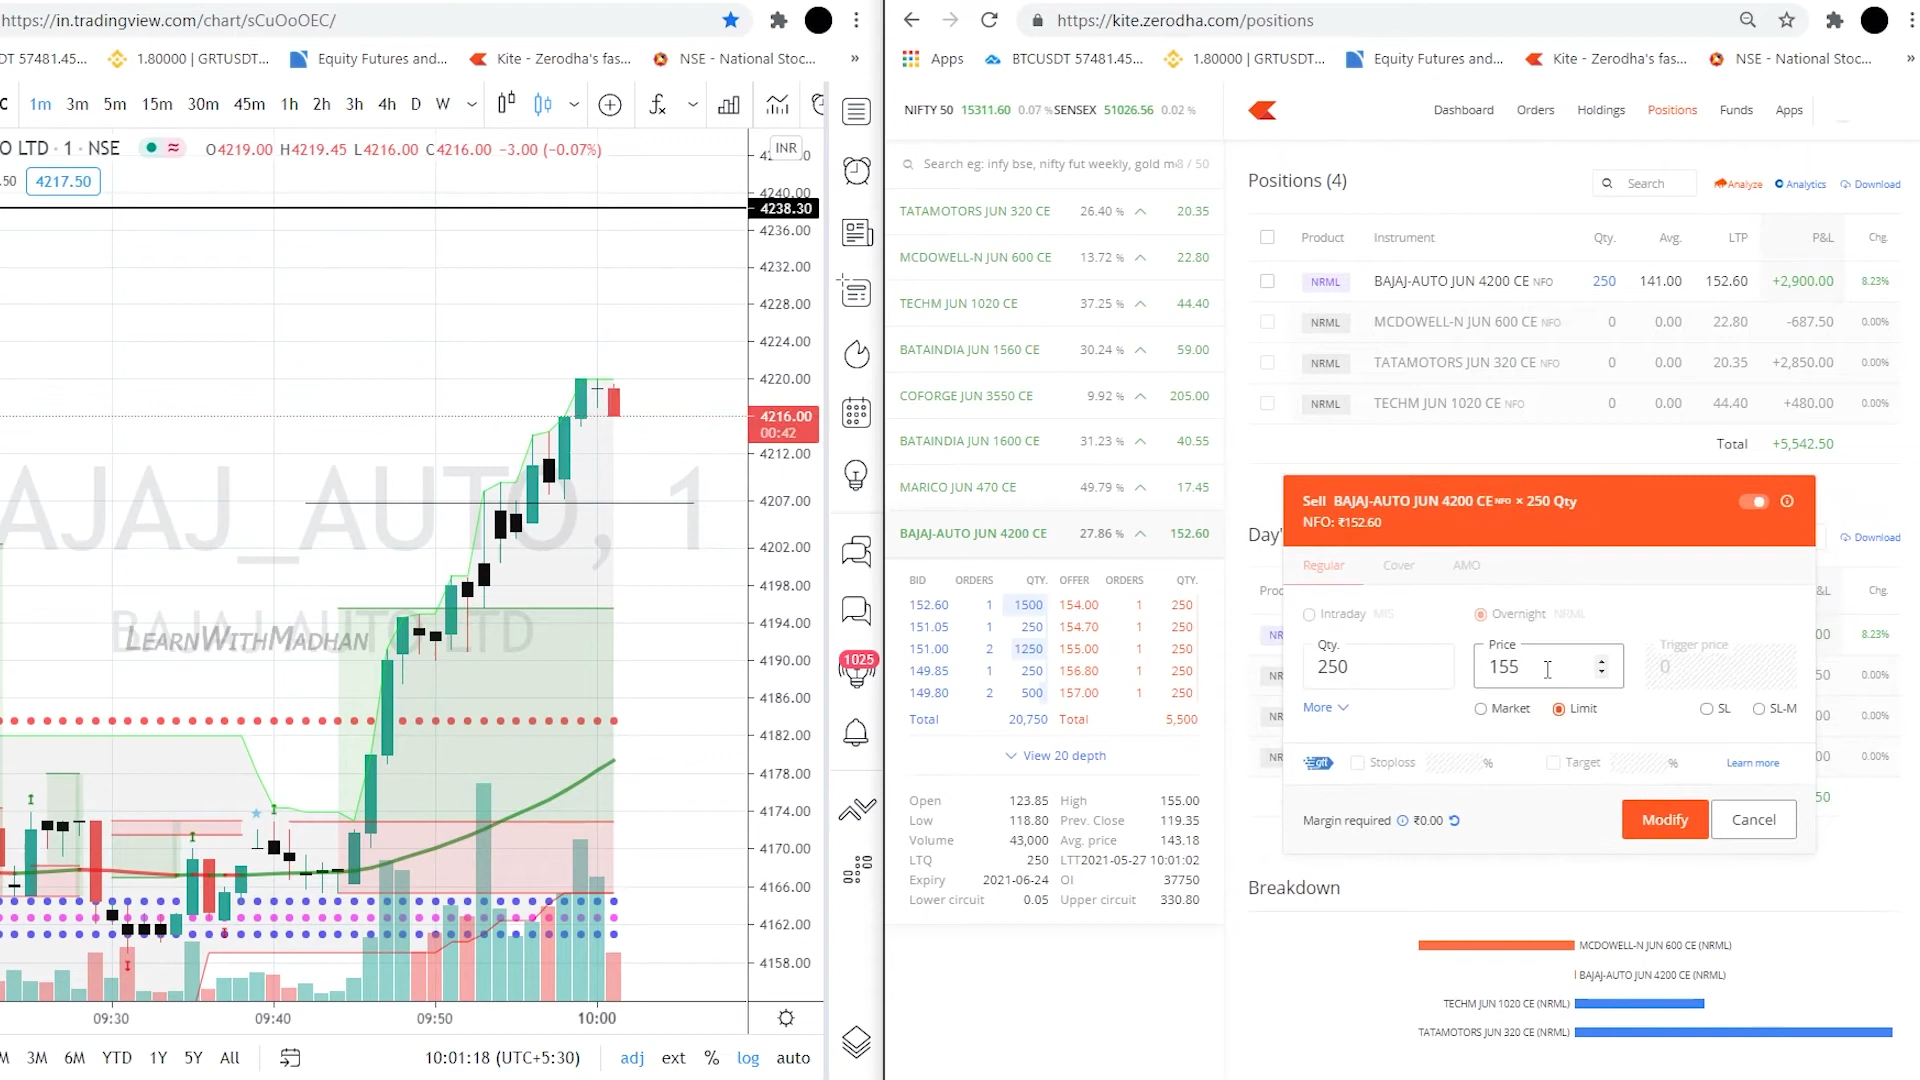 https://in.tradingview.com/chart/sCuOoOEC/
DT 57481.45...
1.80000 | GRTUSDT...
Equity Futures and...
Kite - Zerodha's fas...
NSE - National Stoc...
»
1m 3m 5m 15m 30m 45m 1h 2h 3h 4h D W
O LTD · 1 · NSE
O4219.00 H4219.45 L4216.00 C4216.00 -3.00 (-0.07%)
INR
.50 4217.50
4240.00
4238.30
4236.00
4232.00
4228.00
4224.00
4220.00
4216.00
00:42
4212.00
4207.00
4202.00
4198.00
4194.00
4190.00
4186.00
4182.00
4178.00
4174.00
4170.00
4166.00
4162.00
4158.00
AJAJ_AUTO, 1
BAJAJ AUTO LTD
LEARNWITHMADHAN
1025
09:30 09:40 09:50 10:00
M 3M 6M YTD 1Y 5Y All
10:01:18 (UTC+5:30)
adj ext % log auto
https://kite.zerodha.com/positions
Apps
BTCUSDT 57481.45...
1.80000 | GRTUSDT...
Equity Futures and...
Kite - Zerodha's fas...
NSE - National Stoc...
»
NIFTY 50 15311.60 0.07 % SENSEX 51026.56 0.02 %
Dashboard Orders Holdings Positions Funds Apps
Search eg: infy bse, nifty fut weekly, gold m 8 / 50
TATAMOTORS JUN 320 CE 26.40 % 20.35
MCDOWELL-N JUN 600 CE 13.72 % 22.80
TECHM JUN 1020 CE 37.25 % 44.40
BATAINDIA JUN 1560 CE 30.24 % 59.00
COFORGE JUN 3550 CE 9.92 % 205.00
BATAINDIA JUN 1600 CE 31.23 % 40.55
MARICO JUN 470 CE 49.79 % 17.45
BAJAJ-AUTO JUN 4200 CE 27.86 % 152.60
BID ORDERS QTY. OFFER ORDERS QTY.
152.60 1 1500 154.00 1 250
151.05 1 250 154.70 1 250
151.00 2 1250 155.00 1 250
149.85 1 250 156.80 1 250
149.80 2 500 157.00 1 250
Total 20,750 Total 5,500
View 20 depth
Open 123.85 High 155.00
Low 118.80 Prev. Close 119.35
Volume 43,000 Avg. price 143.18
LTQ 250 LTT 2021-05-27 10:01:02
Expiry 2021-06-24 OI 37750
Lower circuit 0.05 Upper circuit 330.80
Positions (4)
Search
Analyze Analytics Download
Product Instrument Qty. Avg. LTP P&L Chg.
NRML BAJAJ-AUTO JUN 4200 CE NFO 250 141.00 152.60 +2,900.00 8.23%
NRML MCDOWELL-N JUN 600 CE NFO 0 0.00 22.80 -687.50 0.00%
NRML TATAMOTORS JUN 320 CE NFO 0 0.00 20.35 +2,850.00 0.00%
NRML TECHM JUN 1020 CE NFO 0 0.00 44.40 +480.00 0.00%
Total +5,542.50
Day'
Download
Sell BAJAJ-AUTO JUN 4200 CE NFO × 250 Qty
NFO: ₹152.60
Regular Cover AMO
Intraday MIS Overnight NRML
Qty. 250
Price 155
Trigger price 0
More
Market Limit SL SL-M
gtt Stoploss % Target % Learn more
Margin required ₹0.00
Modify Cancel
Chg.
8.23%
0.00%
0.00%
0.00%
Breakdown
MCDOWELL-N JUN 600 CE (NRML)
BAJAJ-AUTO JUN 4200 CE (NRML)
TECHM JUN 1020 CE (NRML)
TATAMOTORS JUN 320 CE (NRML)